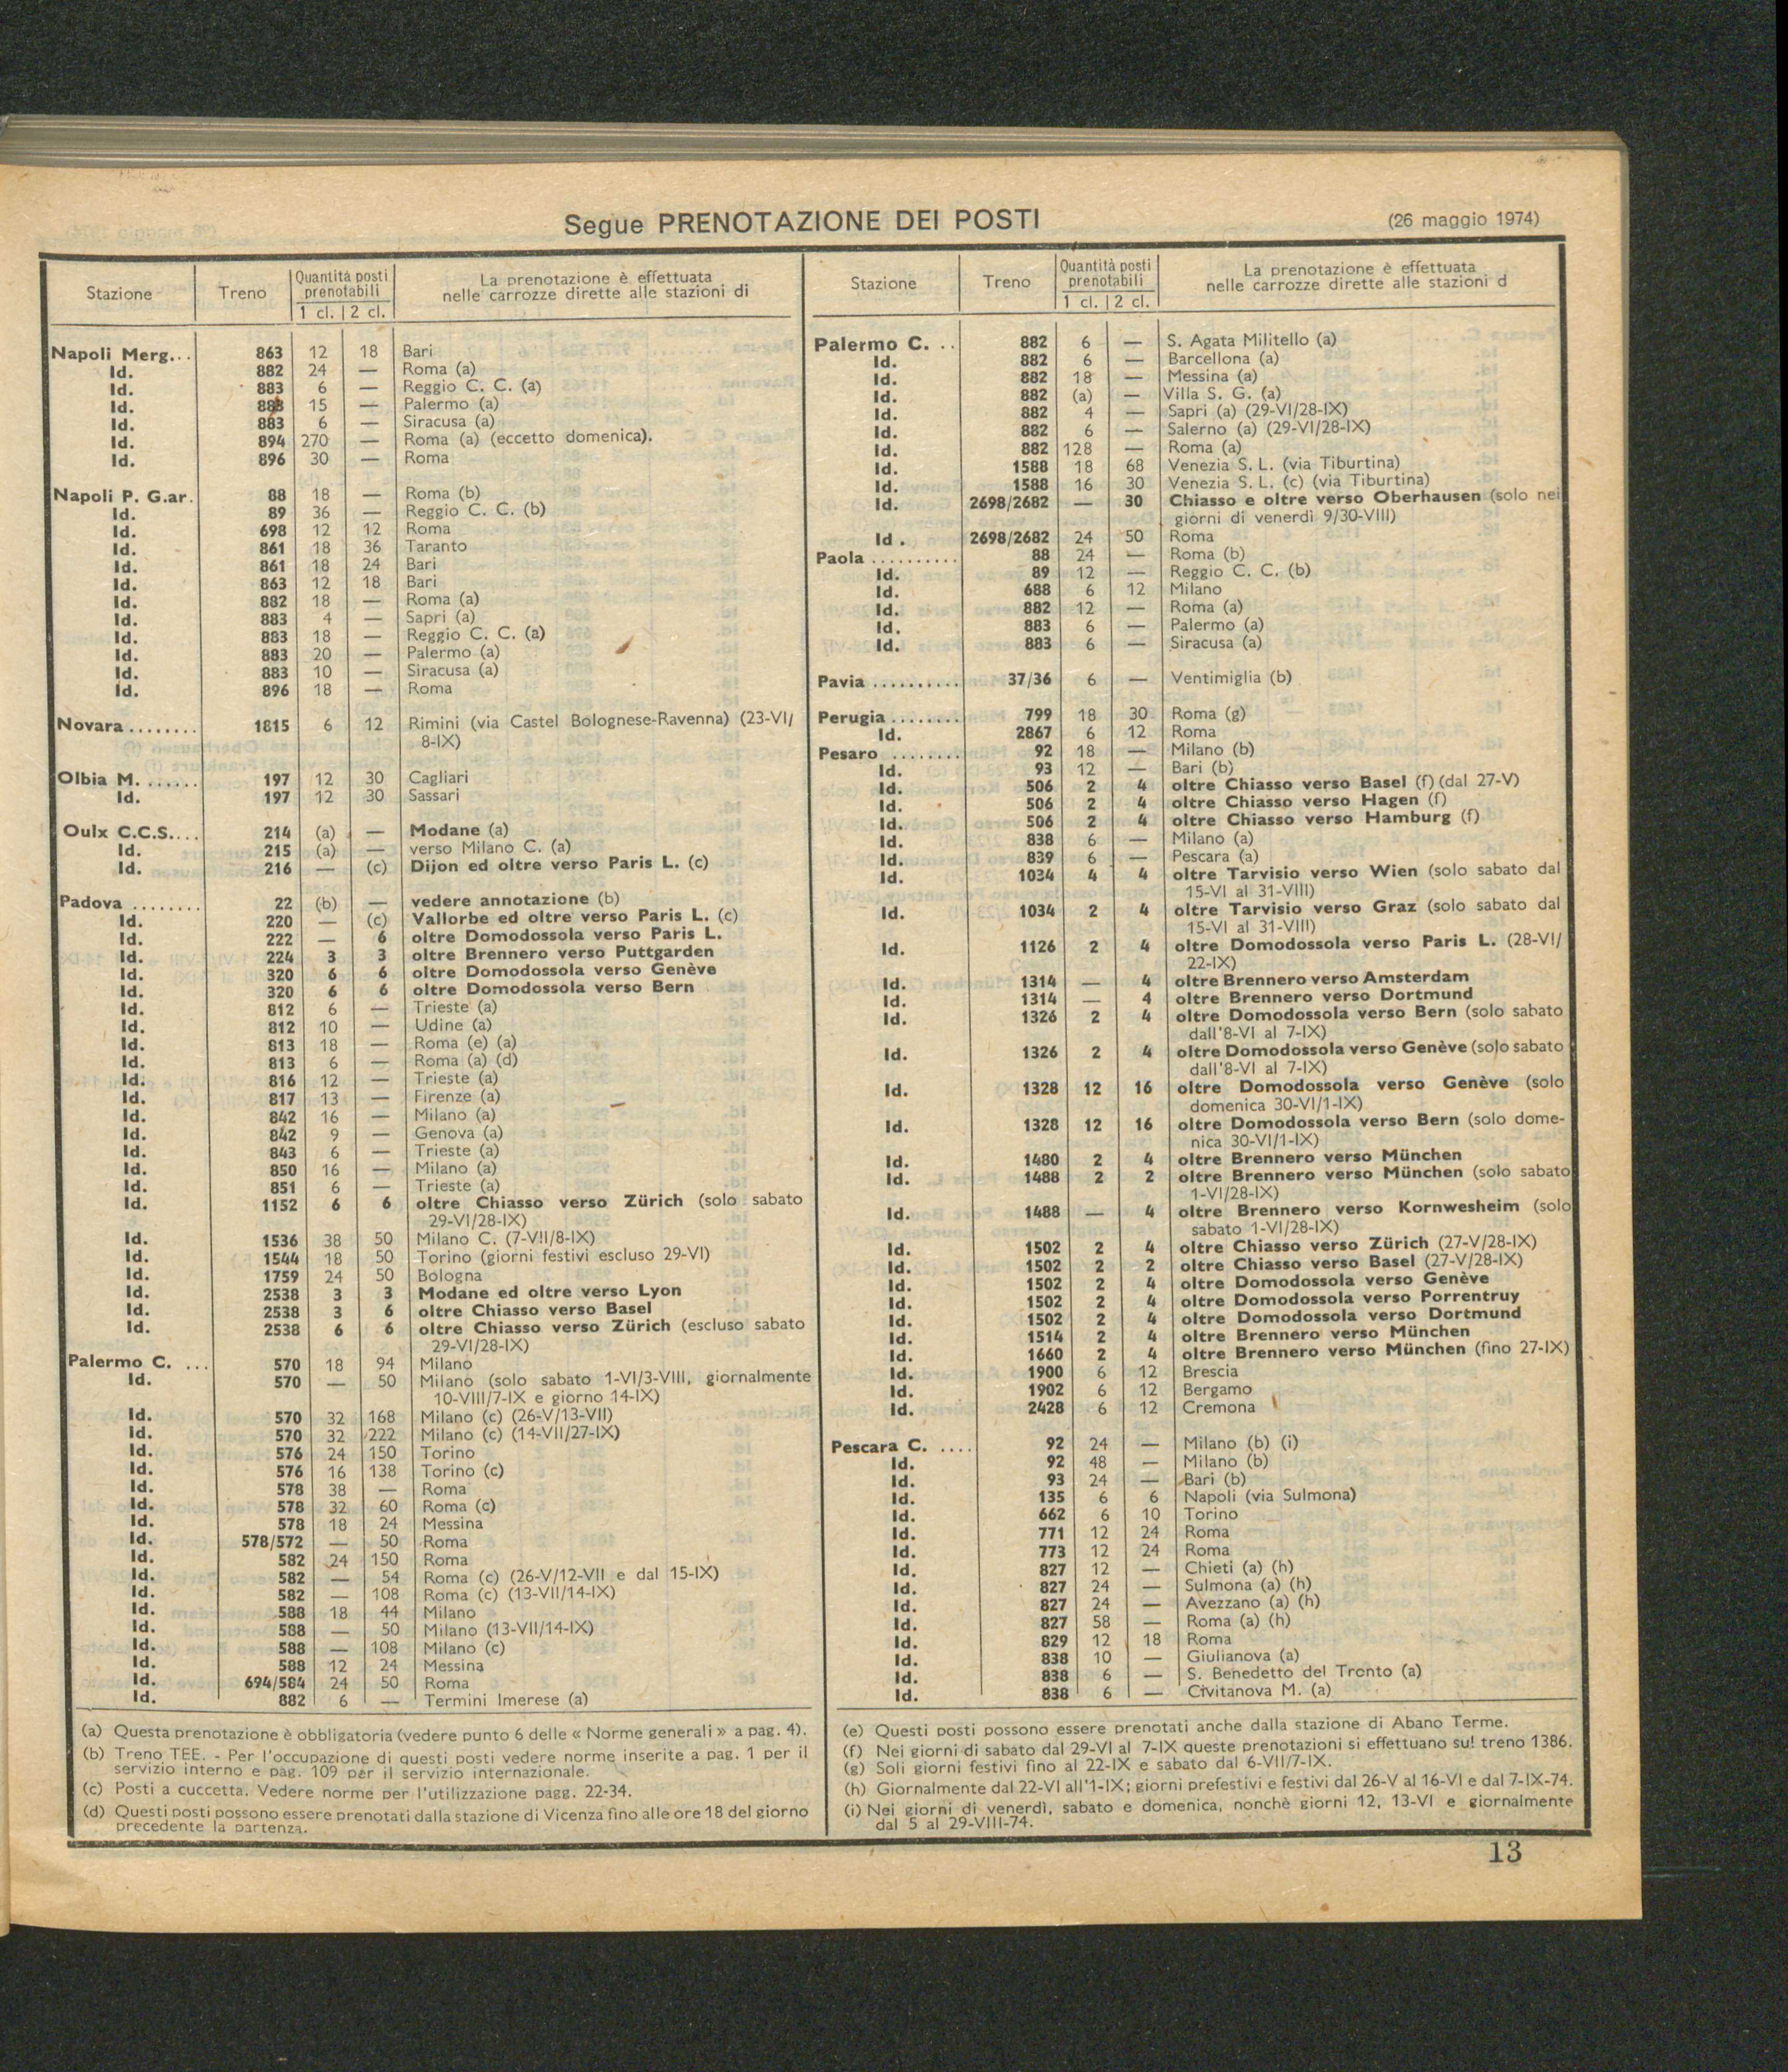 Segue PRENOTAZIONE DEI POSTI
(26 maggio 1974)
Stazione Treno Quantità posti prenotabili 1 cl. 2 cl. La prenotazione è effettuata nelle carrozze dirette alle stazioni di
Napoli Merg... 863 12 18 Bari
Id. 882 24 — Roma (a)
Id. 883 6 — Reggio C. C. (a)
Id. 883 15 — Palermo (a)
Id. 883 6 — Siracusa (a)
Id. 894 270 — Roma (a) (eccetto domenica).
Id. 896 30 — Roma
Napoli P. G.ar. 88 18 — Roma (b)
Id. 89 36 — Reggio C. C. (b)
Id. 698 12 12 Roma
Id. 861 18 36 Taranto
Id. 861 18 24 Bari
Id. 863 12 18 Bari
Id. 882 18 — Roma (a)
Id. 883 4 — Sapri (a)
Id. 883 18 — Reggio C. C. (a)
Id. 883 20 — Palermo (a)
Id. 883 10 — Siracusa (a)
Id. 896 18 — Roma
Novara ........ 1815 6 12 Rimini (via Castel Bolognese-Ravenna) (23-VI/
8-IX)
Olbia M. ...... 197 12 30 Cagliari
Id. 197 12 30 Sassari
Oulx C.C.S.... 214 (a) — Modane (a)
Id. 215 (a) — verso Milano C. (a)
Id. 216 — (c) Dijon ed oltre verso Paris L. (c)
Padova ........ 22 (b) — vedere annotazione (b)
Id. 220 — (c) Vallorbe ed oltre verso Paris L. (c)
Id. 222 — 6 oltre Domodossola verso Paris L.
Id. 224 3 3 oltre Brennero verso Puttgarden
Id. 320 6 6 oltre Domodossola verso Genève
Id. 320 6 6 oltre Domodossola verso Bern
Id. 812 6 — Trieste (a)
Id. 812 10 — Udine (a)
Id. 813 18 — Roma (e) (a)
Id. 813 6 — Roma (a) (d)
Id. 816 12 — Trieste (a)
Id. 817 13 — Firenze (a)
Id. 842 16 — Milano (a)
Id. 842 9 — Genova (a)
Id. 843 6 — Trieste (a)
Id. 850 16 — Milano (a)
Id. 851 6 — Trieste (a)
Id. 1152 6 6 oltre Chiasso verso Zürich (solo sabato
29-VI/28-IX)
Id. 1536 38 50 Milano C. (7-VII/8-IX)
Id. 1544 18 50 Torino (giorni festivi escluso 29-VI)
Id. 1759 24 50 Bologna
Id. 2538 3 3 Modane ed oltre verso Lyon
Id. 2538 3 6 oltre Chiasso verso Basel
Id. 2538 6 6 oltre Chiasso verso Zürich (escluso sabato
29-VI/28-IX)
Palermo C. ... 570 18 94 Milano
Id. 570 — 50 Milano (solo sabato 1-VI/3-VIII, giornalmente
10-VIII/7-IX e giorno 14-IX)
Id. 570 32 168 Milano (c) (26-V/13-VII)
Id. 570 32 222 Milano (c) (14-VII/27-IX)
Id. 576 24 150 Torino
Id. 576 16 138 Torino (c)
Id. 578 38 — Roma
Id. 578 32 60 Roma (c)
Id. 578 18 24 Messina
Id. 578/572 — 50 Roma
Id. 582 24 150 Roma
Id. 582 — 54 Roma (c) (26-V/12-VII e dal 15-IX)
Id. 582 — 108 Roma (c) (13-VII/14-IX)
Id. 588 18 44 Milano
Id. 588 — 50 Milano (13-VII/14-IX)
Id. 588 — 108 Milano (c)
Id. 588 12 24 Messina
Id. 694/584 24 50 Roma
Id. 882 6 — Termini Imerese (a)
(a) Questa prenotazione è obbligatoria (vedere punto 6 delle « Norme generali » a pag. 4).
(b) Treno TEE. - Per l'occupazione di questi posti vedere norme inserite a pag. 1 per il
servizio interno e pag. 109 per il servizio internazionale.
(c) Posti a cuccetta. Vedere norme per l'utilizzazione pagg. 22-34.
(d) Questi posti possono essere prenotati dalla stazione di Vicenza fino alle ore 18 del giorno
precedente la partenza.
Stazione Treno Quantità posti prenotabili 1 cl. 2 cl. La prenotazione è effettuata nelle carrozze dirette alle stazioni d
Palermo C. .. 882 6 — S. Agata Militello (a)
Id. 882 6 — Barcellona (a)
Id. 882 18 — Messina (a)
Id. 882 (a) — Villa S. G. (a)
Id. 882 4 — Sapri (a) (29-VI/28-IX)
Id. 882 6 — Salerno (a) (29-VI/28-IX)
Id. 882 128 — Roma (a)
Id. 1588 18 68 Venezia S. L. (via Tiburtina)
Id. 1588 16 30 Venezia S. L. (c) (via Tiburtina)
Id. 2698/2682 — 30 Chiasso e oltre verso Oberhausen (solo nei
giorni di venerdì 9/30-VIII)
Id. 2698/2682 24 50 Roma
Paola .......... 88 24 — Roma (b)
Id. 89 12 — Reggio C. C. (b)
Id. 688 6 12 Milano
Id. 882 12 — Roma (a)
Id. 883 6 — Palermo (a)
Id. 883 6 — Siracusa (a)
Pavia .......... 37/36 6 — Ventimiglia (b)
Perugia ........ 799 18 30 Roma (g)
Id. 2867 6 12 Roma
Pesaro ........ 92 18 — Milano (b)
Id. 93 12 — Bari (b)
Id. 506 2 4 oltre Chiasso verso Basel (f) (dal 27-V)
Id. 506 2 4 oltre Chiasso verso Hagen (f)
Id. 506 2 4 oltre Chiasso verso Hamburg (f)
Id. 838 6 — Milano (a)
Id. 839 6 — Pescara (a)
Id. 1034 4 4 oltre Tarvisio verso Wien (solo sabato dal
15-VI al 31-VIII)
Id. 1034 2 4 oltre Tarvisio verso Graz (solo sabato dal
15-VI al 31-VIII)
Id. 1126 2 4 oltre Domodossola verso Paris L. (28-VI/
22-IX)
Id. 1314 — 4 oltre Brennero verso Amsterdam
Id. 1314 — 4 oltre Brennero verso Dortmund
Id. 1326 2 4 oltre Domodossola verso Bern (solo sabato
dall'8-VI al 7-IX)
Id. 1326 2 4 oltre Domodossola verso Genève (solo sabato
dall'8-VI al 7-IX)
Id. 1328 12 16 oltre Domodossola verso Genève (solo
domenica 30-VI/1-IX)
Id. 1328 12 16 oltre Domodossola verso Bern (solo dome-
nica 30-VI/1-IX)
Id. 1480 2 4 oltre Brennero verso München
Id. 1488 2 2 oltre Brennero verso München (solo sabato
1-VI/28-IX)
Id. 1488 — 4 oltre Brennero verso Kornwesheim (solo
sabato 1-VI/28-IX)
Id. 1502 2 4 oltre Chiasso verso Zürich (27-V/28-IX)
Id. 1502 2 2 oltre Chiasso verso Basel (27-V/28-IX)
Id. 1502 2 4 oltre Domodossola verso Genève
Id. 1502 2 4 oltre Domodossola verso Porrentruy
Id. 1502 2 4 oltre Domodossola verso Dortmund
Id. 1514 2 4 oltre Brennero verso München
Id. 1660 2 4 oltre Brennero verso München (fino 27-IX)
Id. 1900 6 12 Brescia
Id. 1902 6 12 Bergamo
Id. 2428 6 12 Cremona
Pescara C. .... 92 24 — Milano (b) (i)
Id. 92 48 — Milano (b)
Id. 93 24 — Bari (b)
Id. 135 6 6 Napoli (via Sulmona)
Id. 662 6 10 Torino
Id. 771 12 24 Roma
Id. 773 12 24 Roma
Id. 827 12 — Chieti (a) (h)
Id. 827 24 — Sulmona (a) (h)
Id. 827 24 — Avezzano (a) (h)
Id. 827 58 — Roma (a) (h)
Id. 829 12 18 Roma
Id. 838 10 — Giulianova (a)
Id. 838 6 — S. Benedetto del Tronto (a)
Id. 838 6 — Civitanova M. (a)
(e) Questi posti possono essere prenotati anche dalla stazione di Abano Terme.
(f) Nei giorni di sabato dal 29-VI al 7-IX queste prenotazioni si effettuano su! treno 1386.
(g) Soli giorni festivi fino al 22-IX e sabato dal 6-VII/7-IX.
(h) Giornalmente dal 22-VI all'1-IX; giorni prefestivi e festivi dal 26-V al 16-VI e dal 7-IX-74.
(i) Nei giorni di venerdì, sabato e domenica, nonchè giorni 12, 13-VI e giornalmente
dal 5 al 29-VIII-74.
13